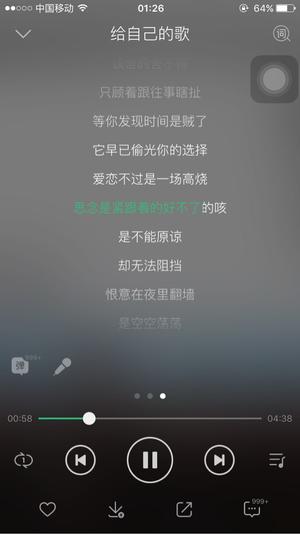 中国移动
01:26
64%
给自己的歌
词
只顾着跟往事瞎扯
等你发现时间是贼了
它早已偷光你的选择
爱恋不过是一场高烧
思念是紧跟着的好不了的咳
是不能原谅
却无法阻挡
恨意在夜里翻墙
是空空荡荡
弹 999+
00:58
04:38
1
999+